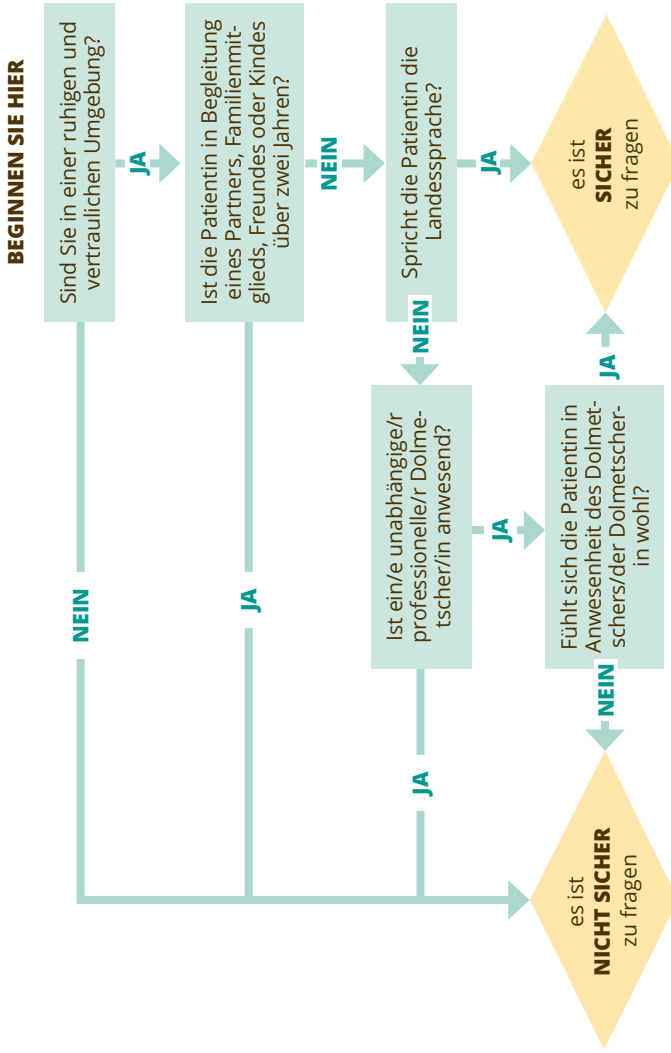 BEGINNEN SIE HIER
Sind Sie in einer ruhigen und
vertraulichen Umgebung?
NEIN
JA
Ist die Patientin in Begleitung
eines Partners, Familienmit-
glieds, Freundes oder Kindes
über zwei Jahren?
JA
NEIN
Spricht die Patientin die
Landessprache?
NEIN
JA
Ist ein/e unabhängige/r
professionelle/r Dolme-
tscher/in anwesend?
JA
JA
Fühlt sich die Patientin in
Anwesenheit des Dolmet-
schers/der Dolmetscher-
in wohl?
NEIN
JA
es ist
NICHT SICHER
zu fragen
es ist
SICHER
zu fragen